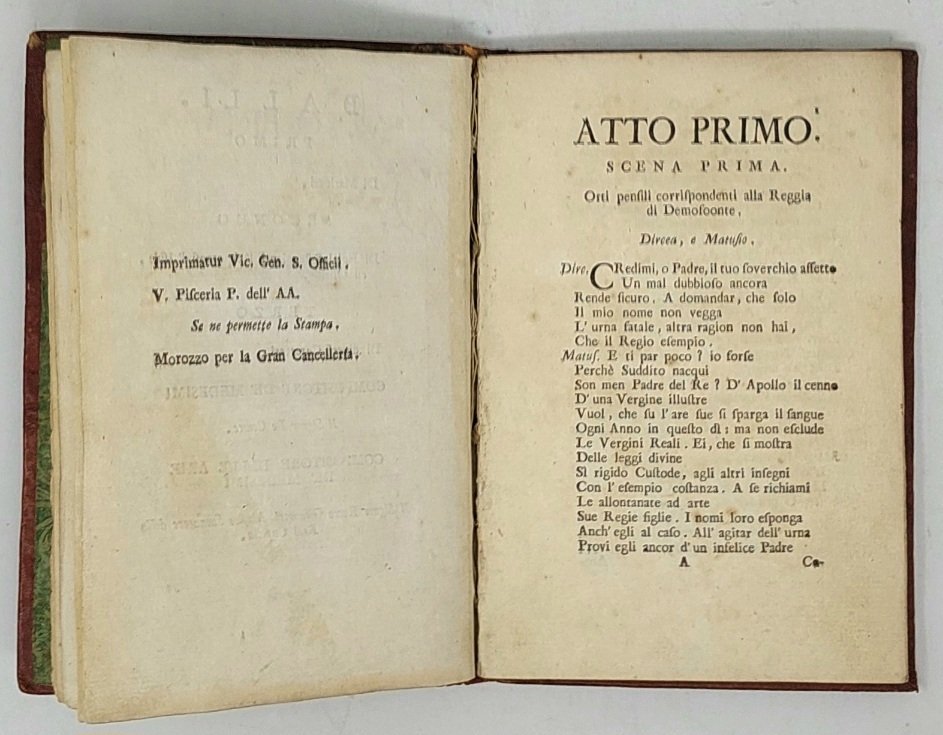 Imprimatur Vic. Gen. S. Officii.
V. Piſceria P. dell' AA.
Se ne permette la Stampa.
Morozzo per la Gran Cancelleria.
ATTO PRIMO.
SCENA PRIMA.
Orti penſili corriſpondenti alla Reggia
di Demofoonte.
Dircea, e Matuſio.
Dirc. CRedimi, o Padre, il tuo ſoverchio affetto
Un mal dubbioſo ancora
Rende ſicuro. A domandar, che ſolo
Il mio nome non vegga
L' urna fatale, altra ragion non hai,
Che il Regio eſempio.
Matuſ. E ti par poco? io forſe
Perchè Suddito nacqui
Son men Padre del Re? D' Apollo il cenno
D' una Vergine illuſtre
Vuol, che ſu l' are ſue ſi ſparga il ſangue
Ogni Anno in queſto dì: ma non eſclude
Le Vergini Reali. Ei, che ſi moſtra
Delle leggi divine
Sì rigido Cuſtode, agli altri inſegni
Con l' eſempio coſtanza. A ſe richiami
Le allontanate ad arte
Sue Regie figlie. I nomi loro eſponga
Anch' egli al caſo. All' agitar dell' urna
Provi egli ancor d' un infelice Padre
A Co-